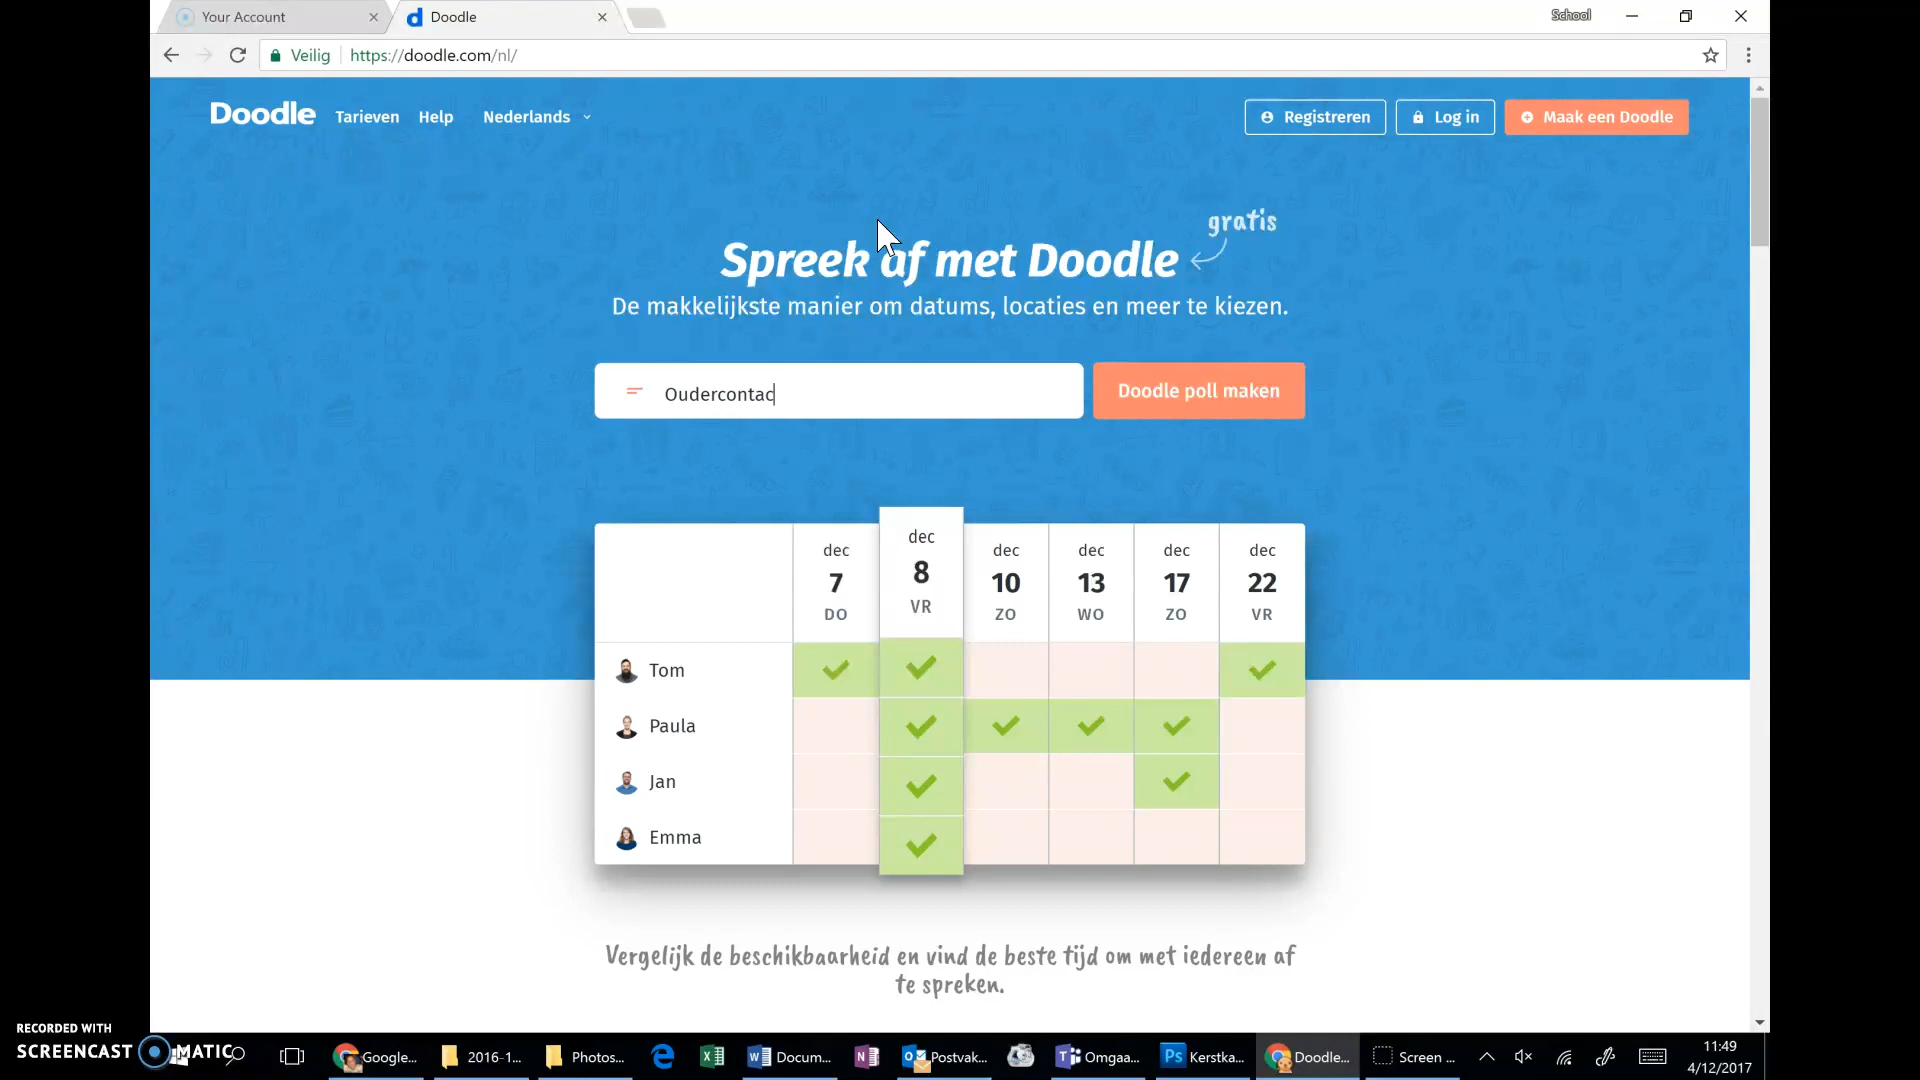 Your Account
Doodle
School
Veilig
https://doodle.com/nl/
Doodle
Tarieven
Help
Nederlands
Registreren
Log in
Maak een Doodle
gratis
Spreek af met Doodle
De makkelijkste manier om datums, locaties en meer te kiezen.
Oudercontac
Doodle poll maken
dec dec dec dec dec dec
7 8 10 13 17 22
DO VR ZO WO ZO VR
Tom
Paula
Jan
Emma
Vergelijk de beschikbaarheid en vind de beste tijd om met iedereen af
te spreken.
RECORDED WITH
SCREENCAST MATIC
Google...
2016-1...
Photos...
Docum...
Postvak...
Omgaa...
Kerstka...
Doodle...
Screen ...
11:49
4/12/2017